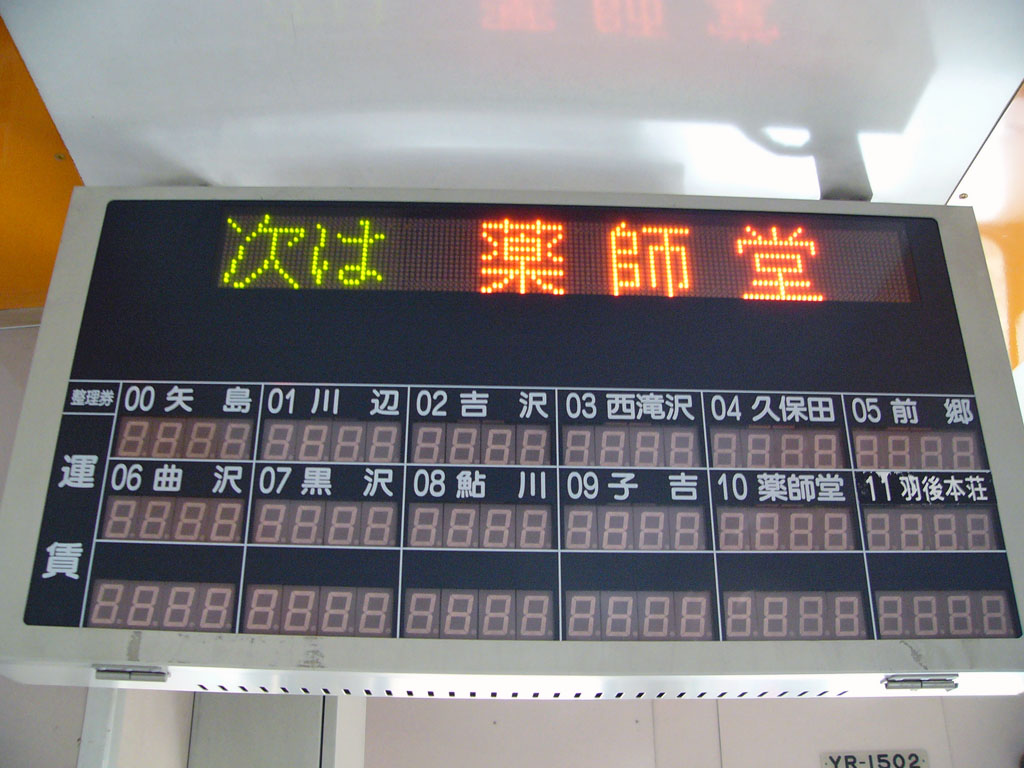 次は 薬師堂
整理券 00 矢島 01 川辺 02 吉沢 03 西滝沢 04 久保田 05 前郷
運賃
06 曲沢 07 黒沢 08 鮎川 09 子吉 10 薬師堂 11 羽後本荘
YR-1502